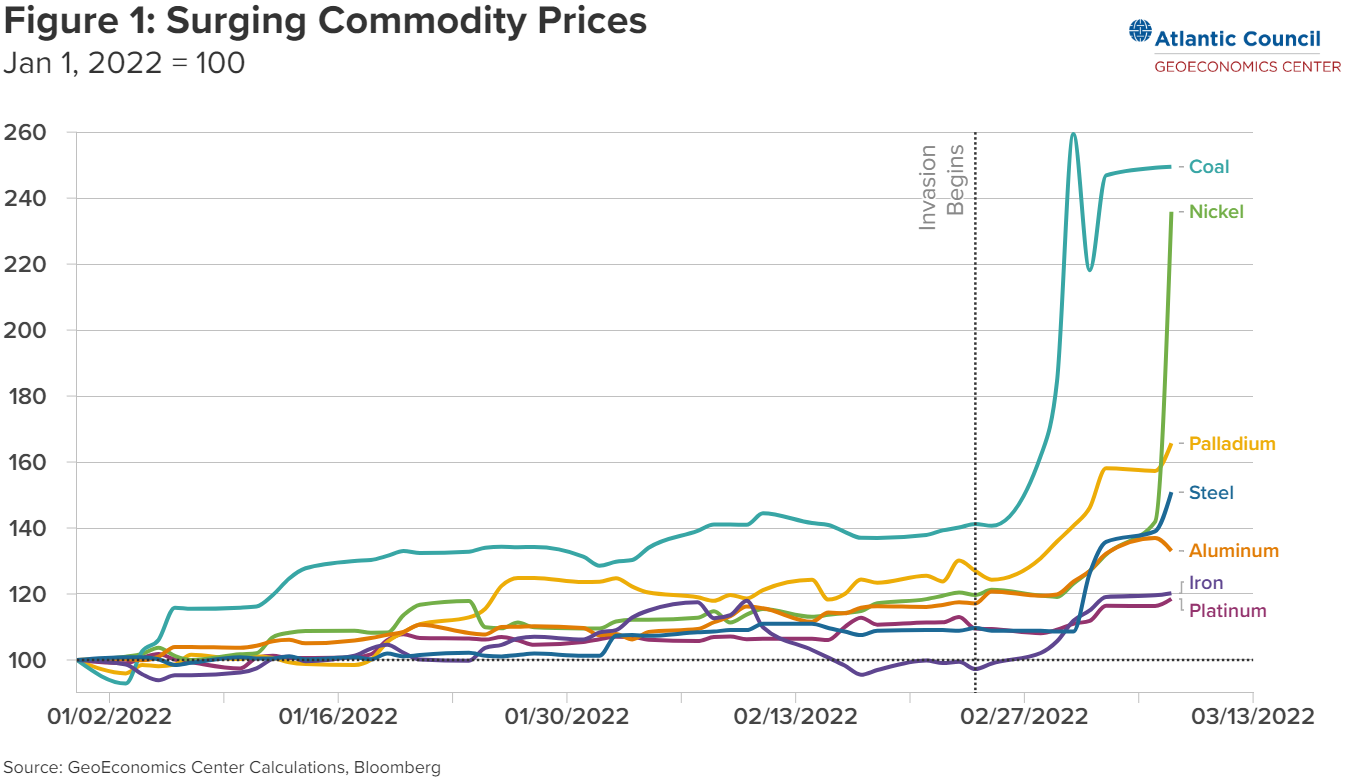 Figure 1: Surging Commodity Prices
Jan 1, 2022 = 100
Atlantic Council
GEOECONOMICS CENTER
260
240
220
200
180
160
140
120
100
Invasion
Begins
Coal
Nickel
Palladium
Steel
Aluminum
Iron
Platinum
01/02/2022
01/16/2022
01/30/2022
02/13/2022
02/27/2022
03/13/2022
Source: GeoEconomics Center Calculations, Bloomberg